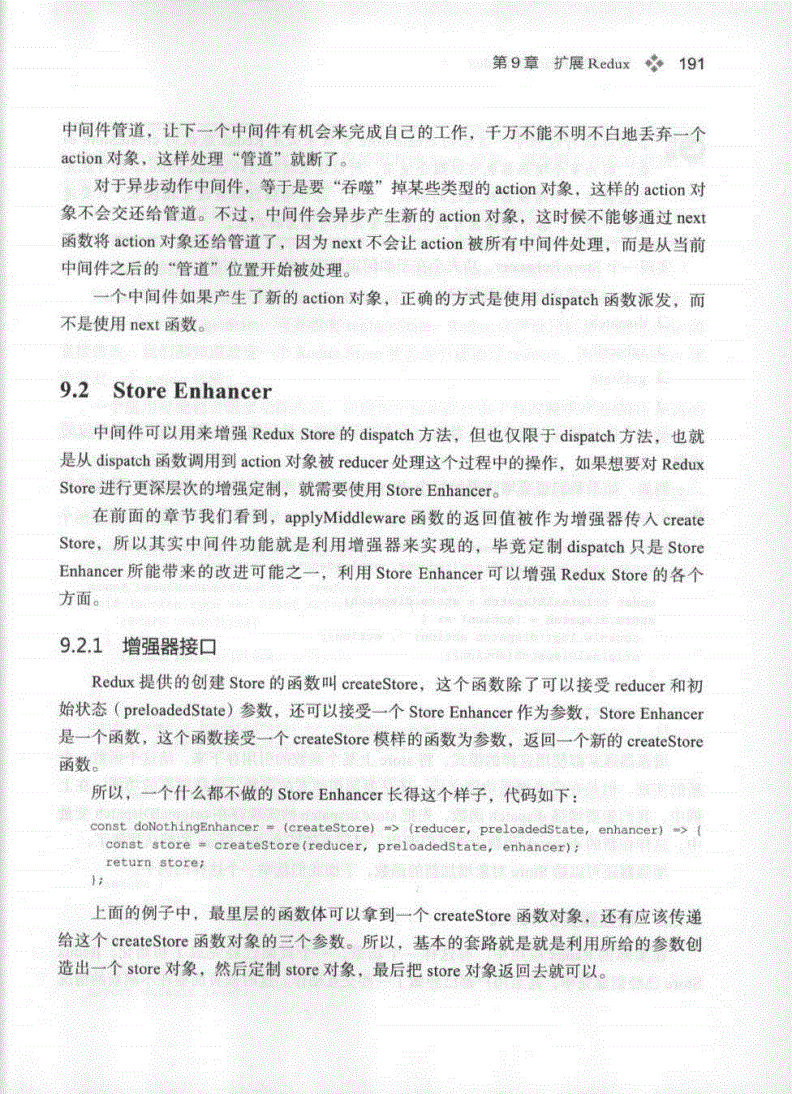 第9章 扩展Redux 191
中间件管道，让下一个中间件有机会来完成自己的工作，千万不能不明不白地丢弃一个
action 对象，这样处理“管道”就断了。
对于异步动作中间件，等于是要“吞噬”掉某些类型的 action 对象，这样的 action 对
象不会交还给管道。不过，中间件会异步产生新的 action 对象，这时候不能够通过 next
函数将 action 对象还给管道了，因为 next 不会让 action 被所有中间件处理，而是从当前
中间件之后的“管道”位置开始被处理。
一个中间件如果产生了新的 action 对象，正确的方式是使用 dispatch 函数派发，而
不是使用 next 函数。
9.2 Store Enhancer
中间件可以用来增强 Redux Store 的 dispatch 方法，但也仅限于 dispatch 方法，也就
是从 dispatch 函数调用到 action 对象被 reducer 处理这个过程中的操作，如果想要对 Redux
Store 进行更深层次的增强定制，就需要使用 Store Enhancer。
在前面的章节我们看到，applyMiddleware 函数的返回值被作为增强器传入 create
Store，所以其实中间件功能就是利用增强器来实现的，毕竟定制 dispatch 只是 Store
Enhancer 所能带来的改进可能之一，利用 Store Enhancer 可以增强 Redux Store 的各个
方面。
9.2.1 增强器接口
Redux 提供的创建 Store 的函数叫 createStore，这个函数除了可以接受 reducer 和初
始状态（preloadedState）参数，还可以接受一个 Store Enhancer 作为参数，Store Enhancer
是一个函数，这个函数接受一个 createStore 模样的函数为参数，返回一个新的 createStore
函数。
所以，一个什么都不做的 Store Enhancer 长得这个样子，代码如下：
const doNothingEnhancer = (createStore) => (reducer, preloadedState, enhancer) => {
const store = createStore(reducer, preloadedState, enhancer);
return store;
};
上面的例子中，最里层的函数体可以拿到一个 createStore 函数对象，还有应该传递
给这个 createStore 函数对象的三个参数。所以，基本的套路就是就是利用所给的参数创
造出一个 store 对象，然后定制 store 对象，最后把 store 对象返回去就可以。